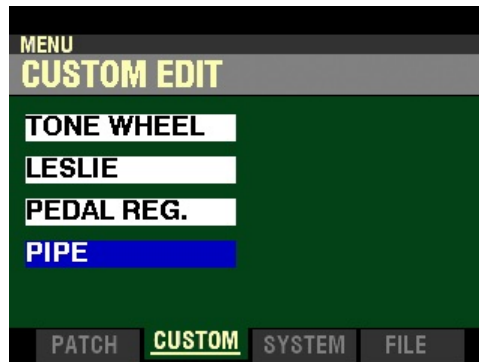 MENU
CUSTOM EDIT
TONE WHEEL
LESLIE
PEDAL REG.
PIPE
PATCH CUSTOM SYSTEM FILE